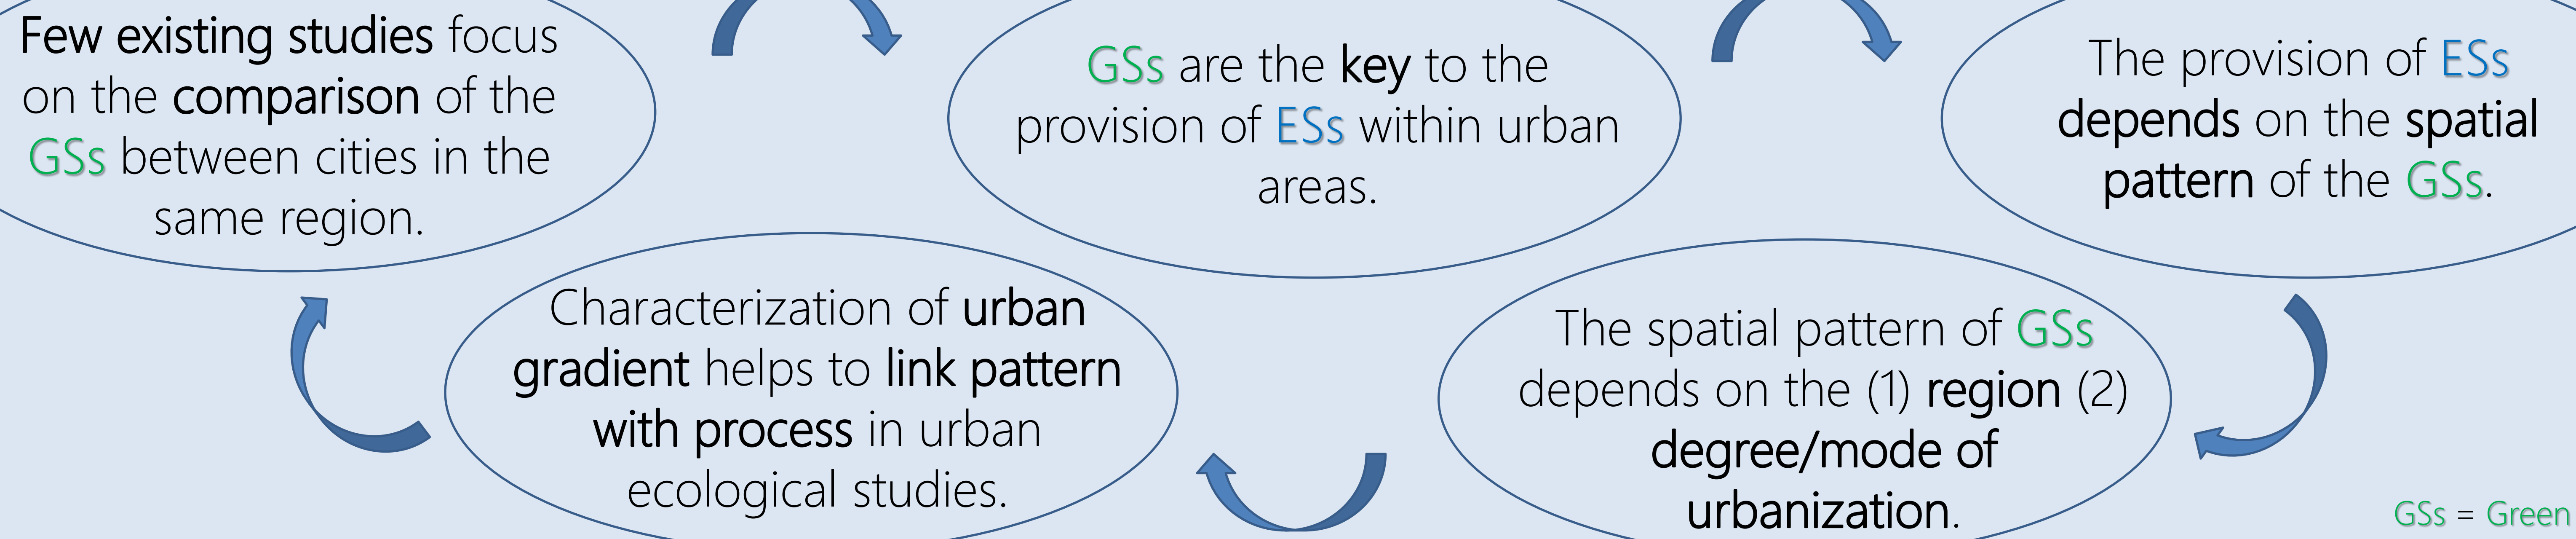 Few existing studies focus
on the comparison of the
GSs between cities in the
same region.
GSs are the key to the
provision of ESs within urban
areas.
The provision of ESs
depends on the spatial
pattern of the GSs.
Characterization of urban
gradient helps to link pattern
with process in urban
ecological studies.
The spatial pattern of GSs
depends on the (1) region (2)
degree/mode of
urbanization.
GSs = Green